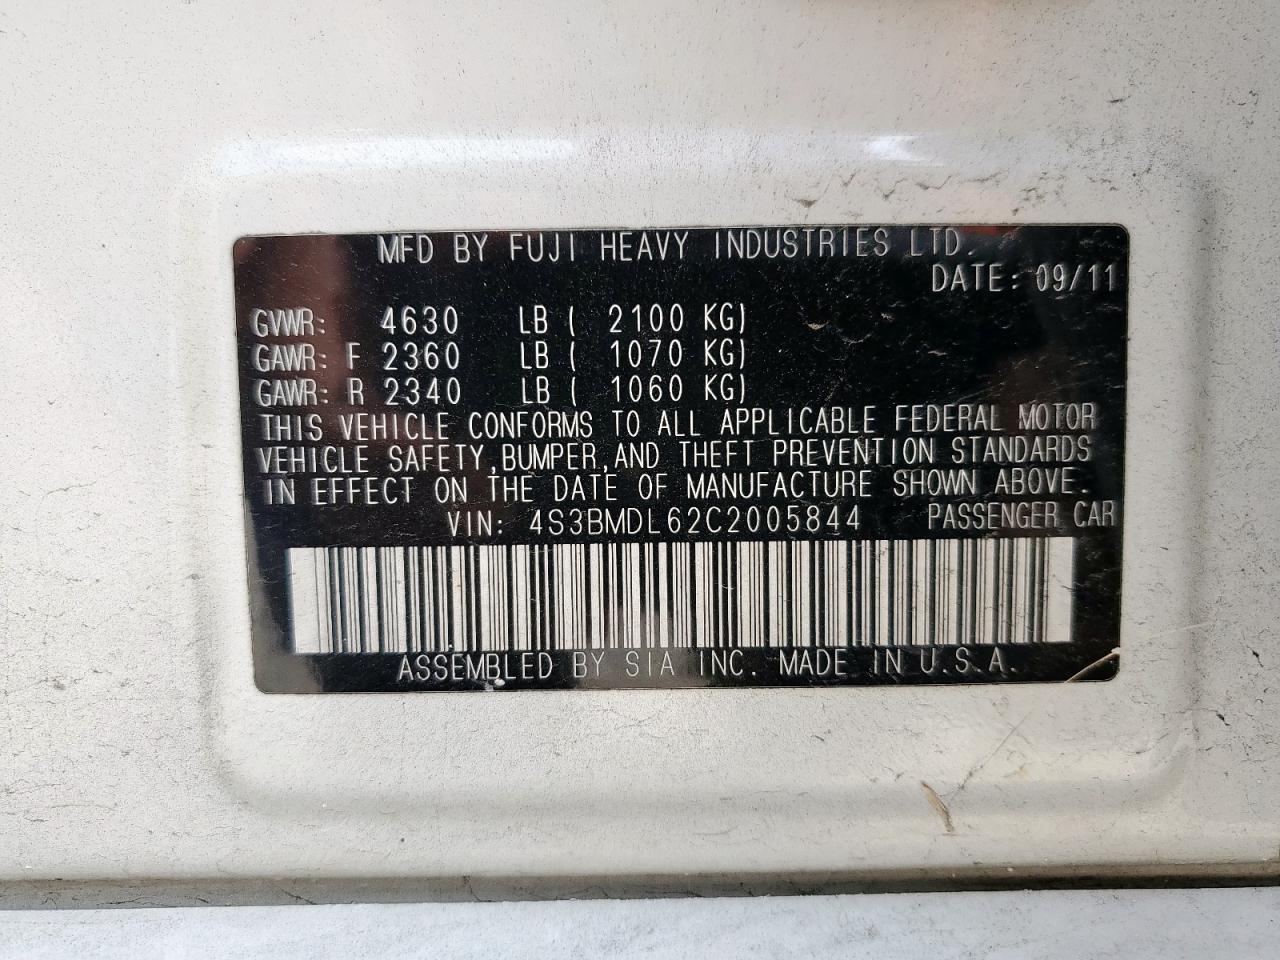 MFD BY FUJI HEAVY INDUSTRIES LTD.
DATE: 09/11
GVWR: 4630 LB ( 2100 KG)
GAWR: F 2360 LB ( 1070 KG)
GAWR: R 2340 LB ( 1060 KG)
THIS VEHICLE CONFORMS TO ALL APPLICABLE FEDERAL MOTOR
VEHICLE SAFETY,BUMPER,AND THEFT PREVENTION STANDARDS
IN EFFECT ON THE DATE OF MANUFACTURE SHOWN ABOVE.
VIN: 4S3BMDL62C2005844 PASSENGER CAR
ASSEMBLED BY SIA INC. MADE IN U.S.A.